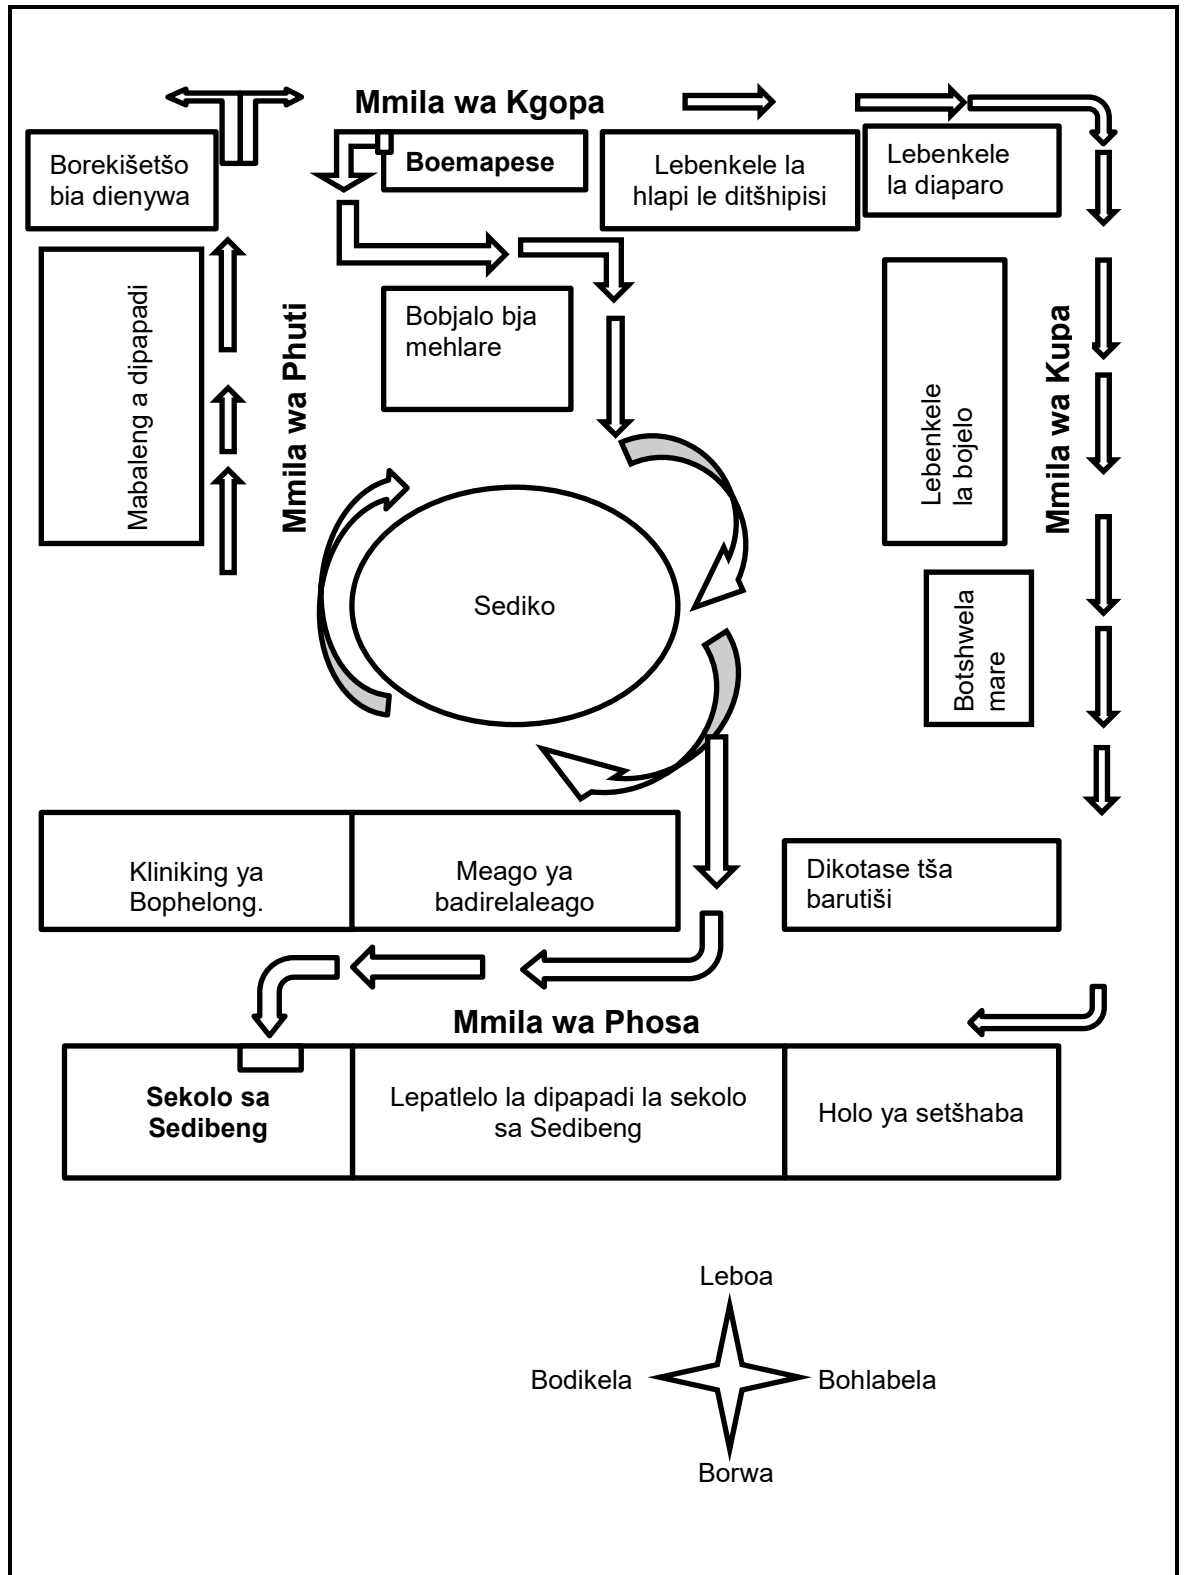 Mmila wa Kgopa
Borekišetšo
bia dienywa
Boemapese
Lebenkele la
hlapi le ditšhipisi
Lebenkele
la diaparo
Mabaleng a dipapadi
Mmila wa Phuti
Bobjalo bja
mehlare
Lebenkele
la bojelo
Mmila wa Kupa
Sediko
Botshwela
mare
Kliniking ya
Bophelong.
Meago ya
badirelaleago
Dikotase tša
barutiši
Mmila wa Phosa
Sekolo sa
Sedibeng
Lepatlelo la dipapadi la sekolo
sa Sedibeng
Holo ya setšhaba
Leboa
Bodikela
Bohlabela
Borwa